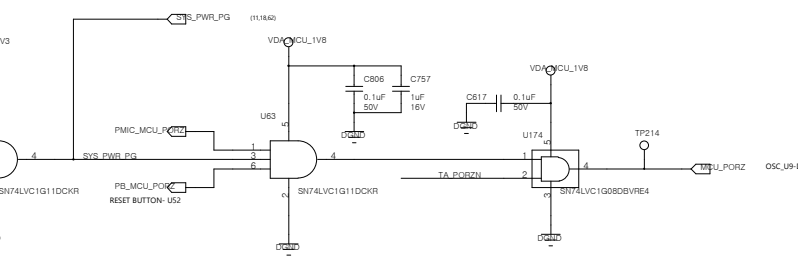 SYS_PWR_PG (11,18,62)
V3
VDA_MCU_1V8
C806 C757
0.1uF 1uF
50V 16V
DGND
U63
5
PMIC_MCU_PORZ
1
4 SYS_PWR_PG 3 4
6
PB_MCU_PORZ
RESET BUTTON- U52
SN74LVC1G11DCKR
2
SN74LVC1G11DCKR
DGND
VDA_MCU_1V8
C617 0.1uF
50V
DGND
U174
5
TP214
1
TA_PORZN 2
4
MCU_PORZ
SN74LVC1G08DBVRE4
3
DGND